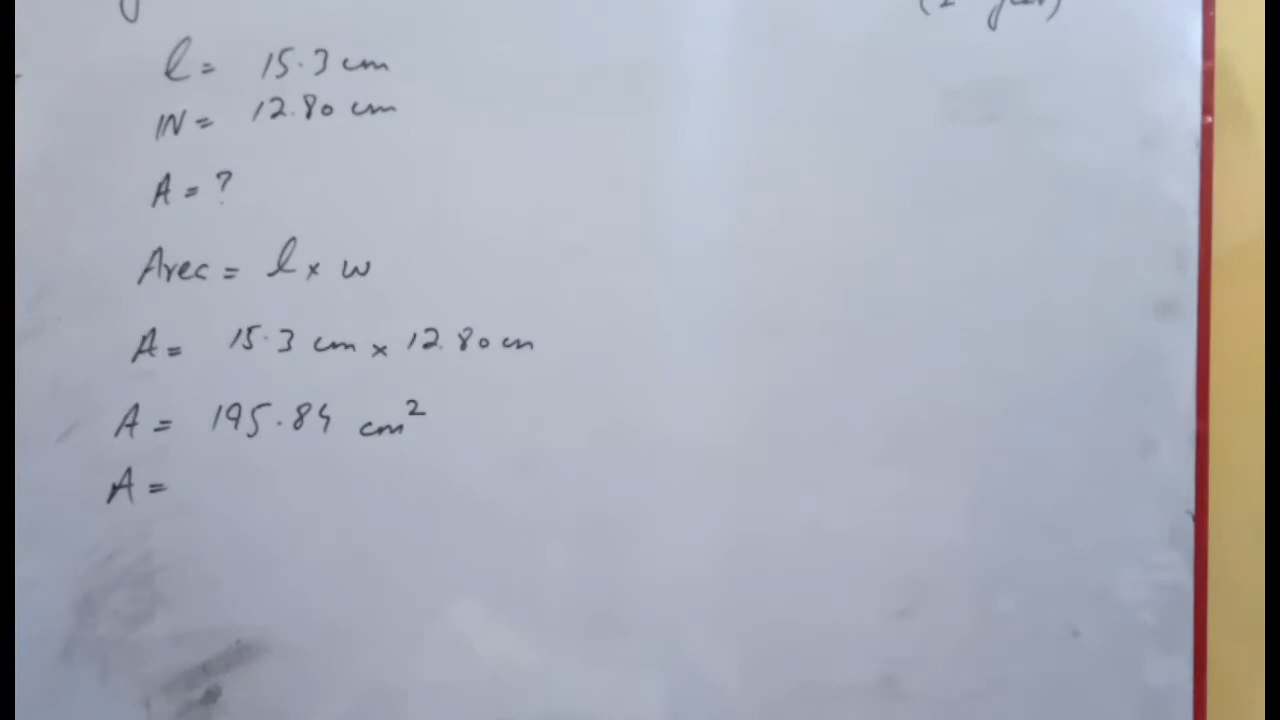 l = 15.3 cm
W = 12.80 cm
A = ?
Arec = l × w
A = 15.3 cm × 12.80 cm
A = 195.84 cm²
A =